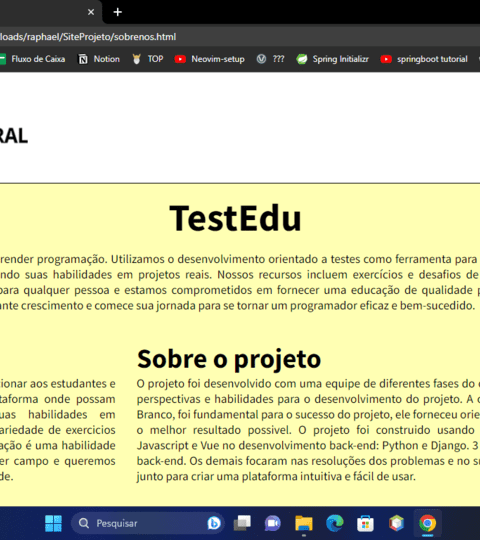 loads/raphael/SiteProjeto/sobrenos.html
Fluxo de Caixa Notion TOP Neovim-setup ??? Spring Initializr springboot tutorial
RAL
TestEdu
render programação. Utilizamos o desenvolvimento orientado a testes como ferramenta para
ndo suas habilidades em projetos reais. Nossos recursos incluem exercícios e desafios de
para qualquer pessoa e estamos comprometidos em fornecer uma educação de qualidade p
ante crescimento e comece sua jornada para se tornar um programador eficaz e bem-sucedido.
Sobre o projeto
cionar aos estudantes e
taforma onde possam
uas habilidades em
ariedade de exercicios
ação é uma habilidade
er campo e queremos
de.
O projeto foi desenvolvido com uma equipe de diferentes fases do
perspectivas e habilidades para o desenvolvimento do projeto. A
Branco, foi fundamental para o sucesso do projeto, ele forneceu orie
o melhor resultado possivel. O projeto foi construido usando
Javascript e Vue no desenvolvimento back-end: Python e Django. 3
back-end. Os demais focaram nas resoluções dos problemas e no
junto para criar uma plataforma intuitiva e fácil de usar.
Pesquisar